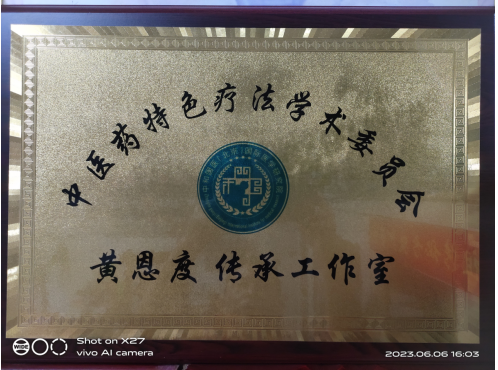 中医药特色疗法学术委员会
黄恩度 传承工作室
WIDE
Shot on X27
vivo AI camera
2023.06.06 16:03